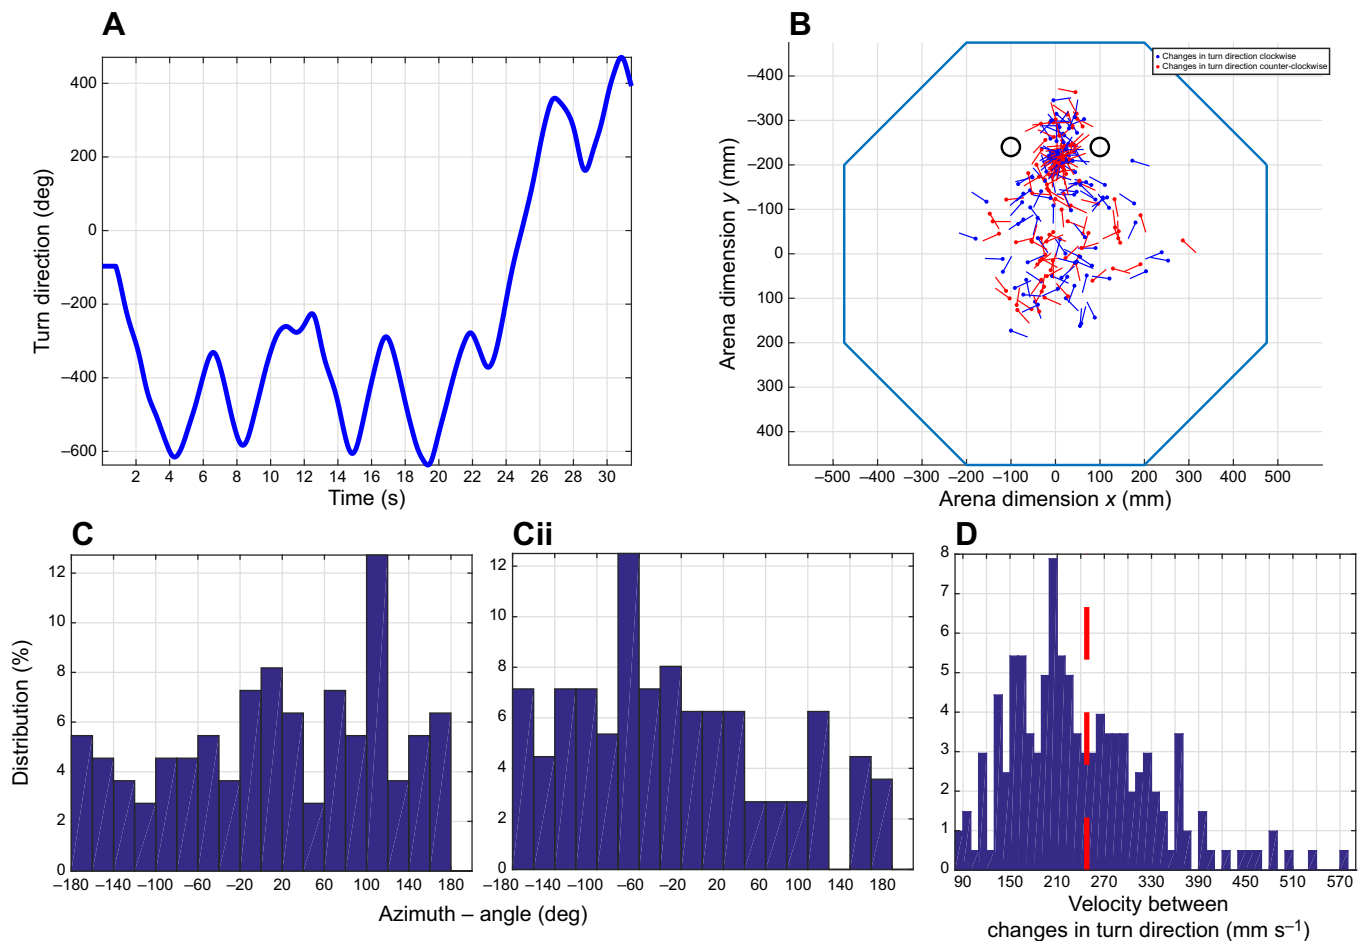 A
Turn direction (deg)
400
200
0
–200
–400
–600
2 4 6 8 10 12 14 16 18 20 22 24 26 28 30
Time (s)
B
Arena dimension y (mm)
–400
–300
–200
–100
0
100
200
300
400
Changes in turn direction clockwise
Changes in turn direction counter-clockwise
–500 –400 –300 –200 –100 0 100 200 300 400 500
Arena dimension x (mm)
C
Distribution (%)
12
10
8
6
4
2
0
–180 –140 –100 –60 –20 20 60 100 140 180
Cii
12
10
8
6
4
2
0
–180 –140 –100 –60 –20 20 60 100 140 180
Azimuth – angle (deg)
D
8
7
6
5
4
3
2
1
0
90 150 210 270 330 390 450 510 570
Velocity between
changes in turn direction (mm s–1)